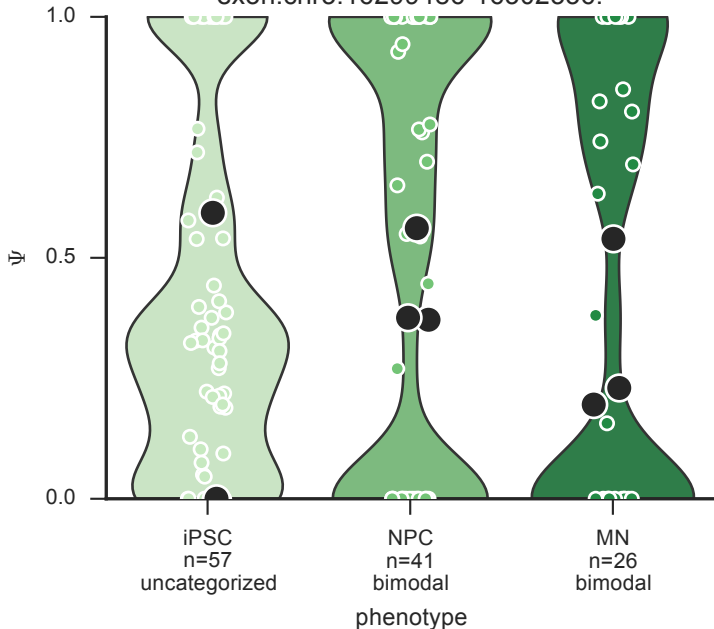 1.0
0.5
0.0
Ψ
iPSC
n=57
uncategorized
NPC
n=41
bimodal
MN
n=26
bimodal
phenotype